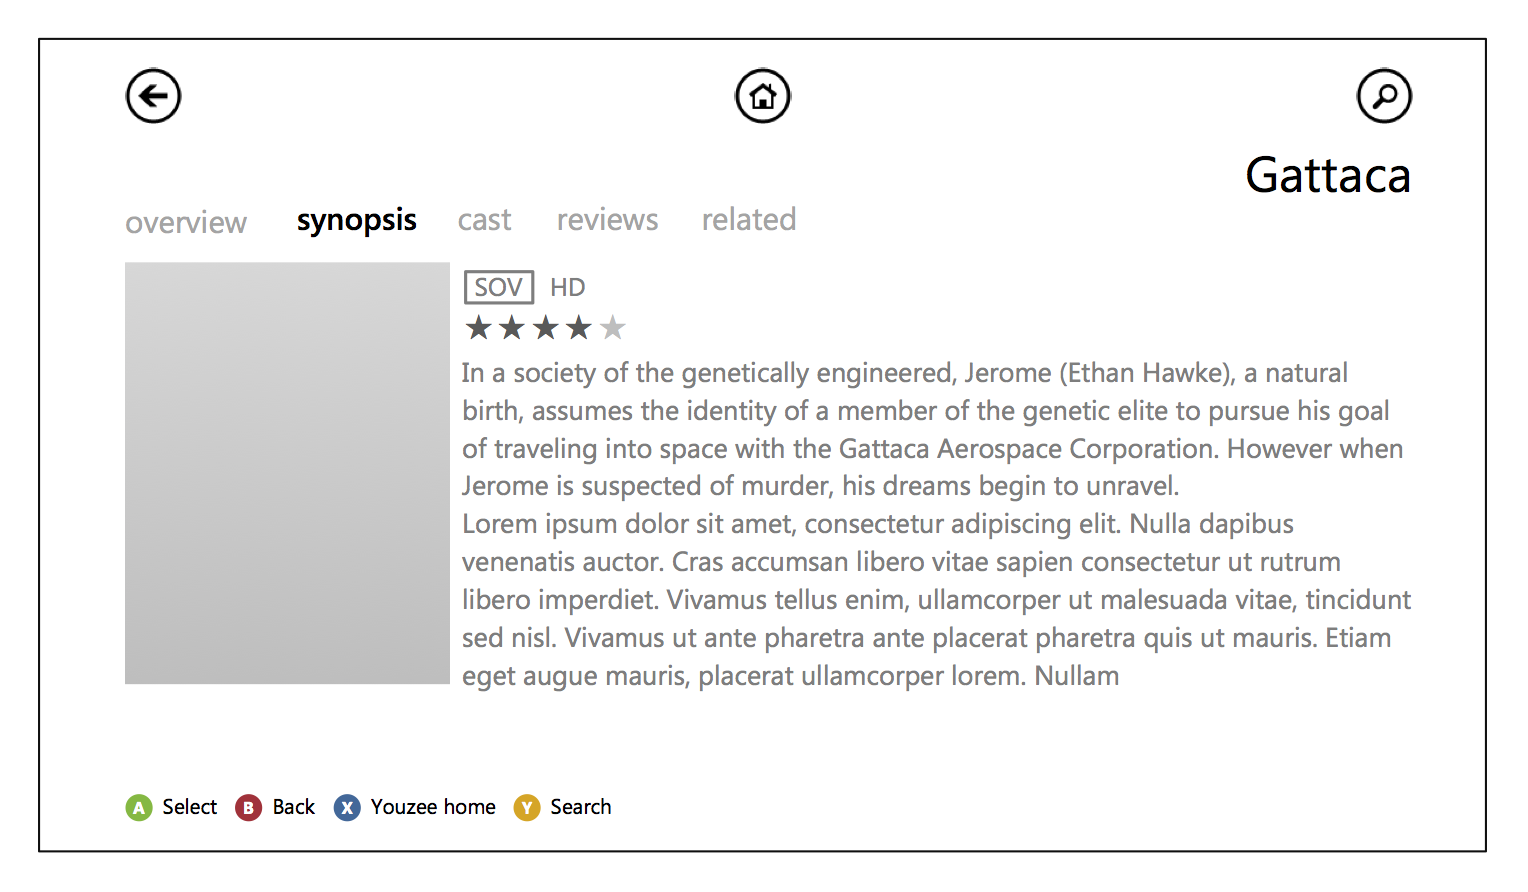 Gattaca
overview synopsis cast reviews related
SOV HD
In a society of the genetically engineered, Jerome (Ethan Hawke), a natural
birth, assumes the identity of a member of the genetic elite to pursue his goal
of traveling into space with the Gattaca Aerospace Corporation. However when
Jerome is suspected of murder, his dreams begin to unravel.
Lorem ipsum dolor sit amet, consectetur adipiscing elit. Nulla dapibus
venenatis auctor. Cras accumsan libero vitae sapien consectetur ut rutrum
libero imperdiet. Vivamus tellus enim, ullamcorper ut malesuada vitae, tincidunt
sed nisl. Vivamus ut ante pharetra ante placerat pharetra quis ut mauris. Etiam
eget augue mauris, placerat ullamcorper lorem. Nullam
A Select B Back X Youzee home Y Search